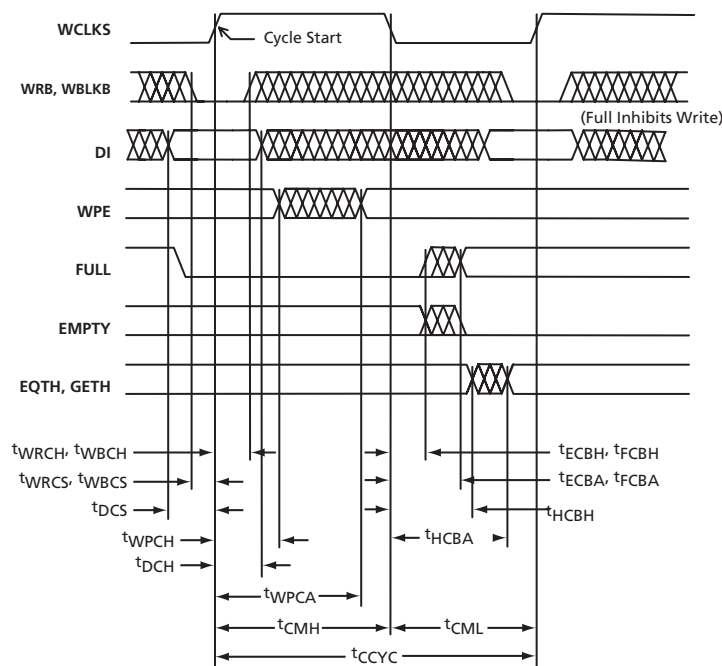 WCLKS
Cycle Start
WRB, WBLKB
(Full Inhibits Write)
DI
WPE
FULL
EMPTY
EQTH, GETH
tWRCH, tWBCH
tECBH, tFCBH
tWRCS, tWBCS
tECBA, tFCBA
tDCS
tHCBH
tWPCH
tHCBA
tDCH
tWPCA
tCMH
tCML
tCCYC